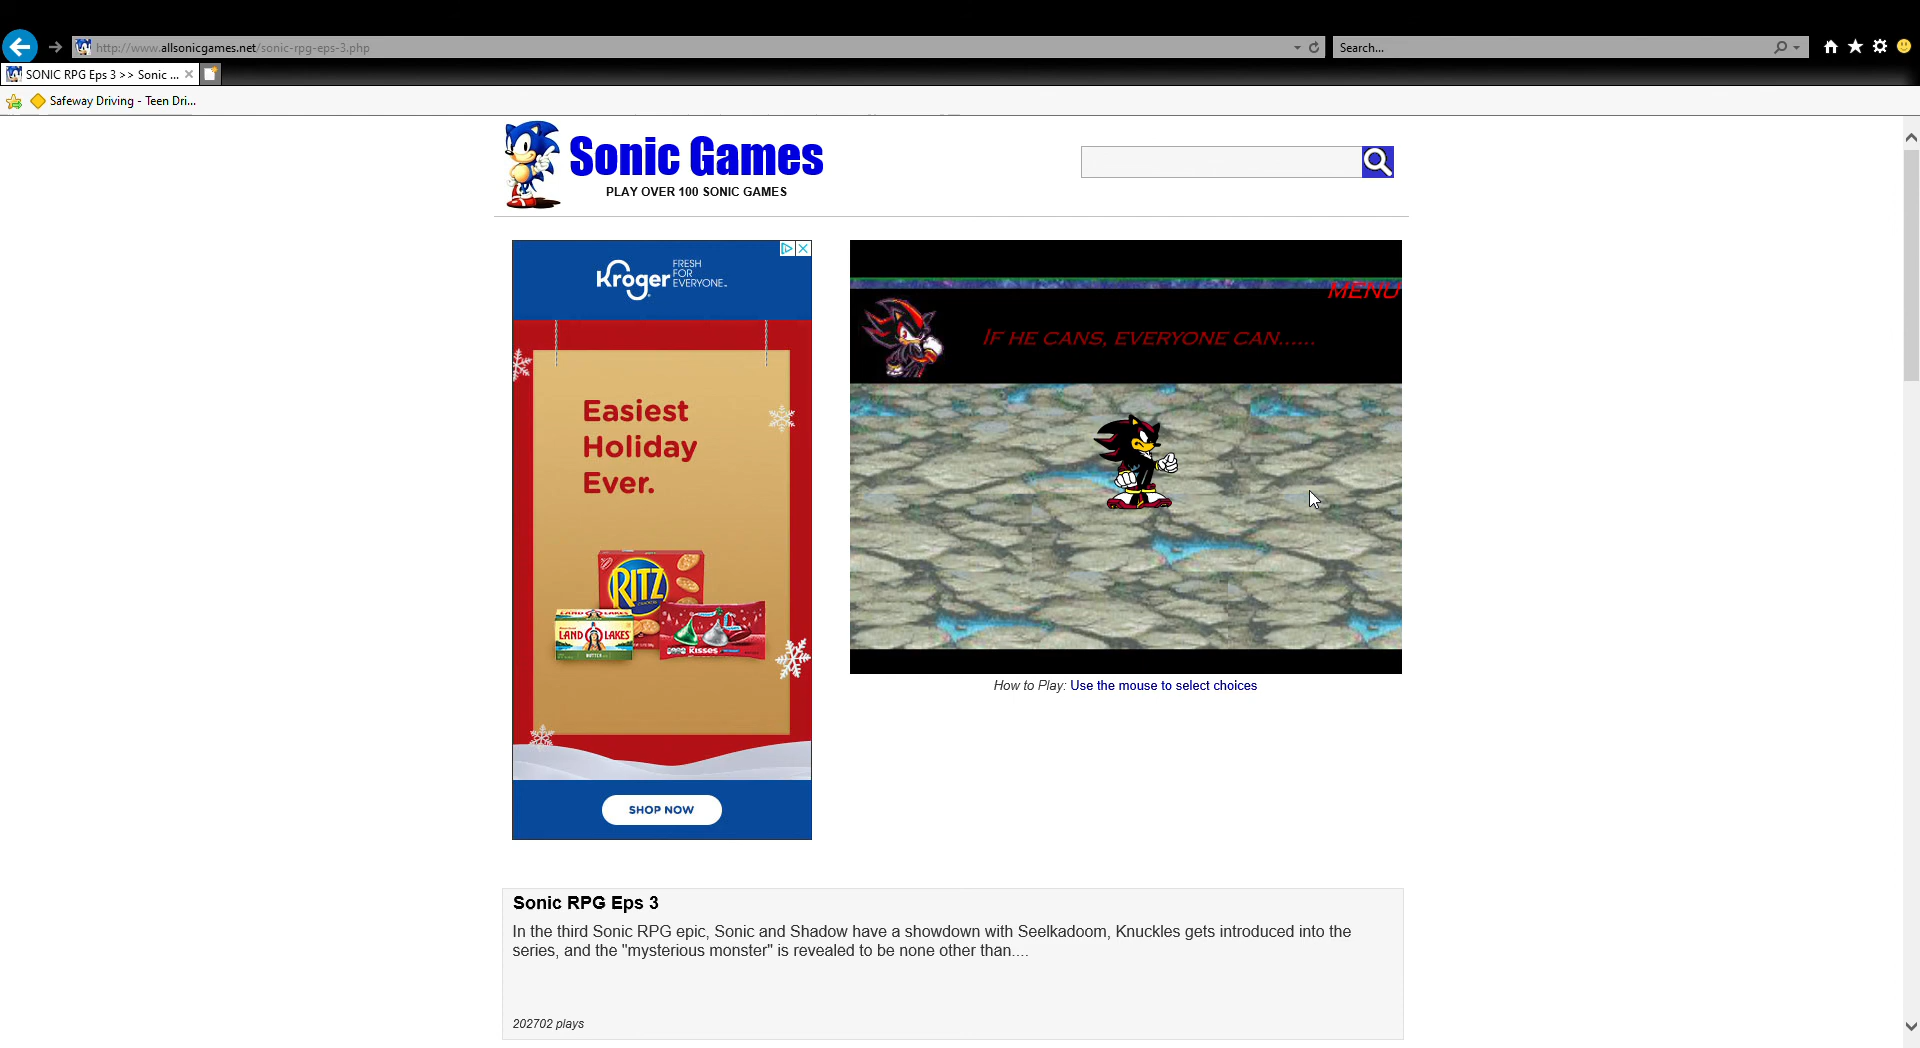 http://www.allsonicgames.net/sonic-rpg-eps-3.php
Search...
SONIC RPG Eps 3 >> Sonic ...
Safeway Driving - Teen Dri...
Sonic Games
PLAY OVER 100 SONIC GAMES
Kroger
FRESH
FOR
EVERYONE.
Easiest
Holiday
Ever.
RITZ
LAND O LAKES
BUTTER
Kisses
SHOP NOW
MENU
IF HE CANS, EVERYONE CAN......
How to Play: Use the mouse to select choices
Sonic RPG Eps 3
In the third Sonic RPG epic, Sonic and Shadow have a showdown with Seelkadoom, Knuckles gets introduced into the
series, and the "mysterious monster" is revealed to be none other than....
202702 plays